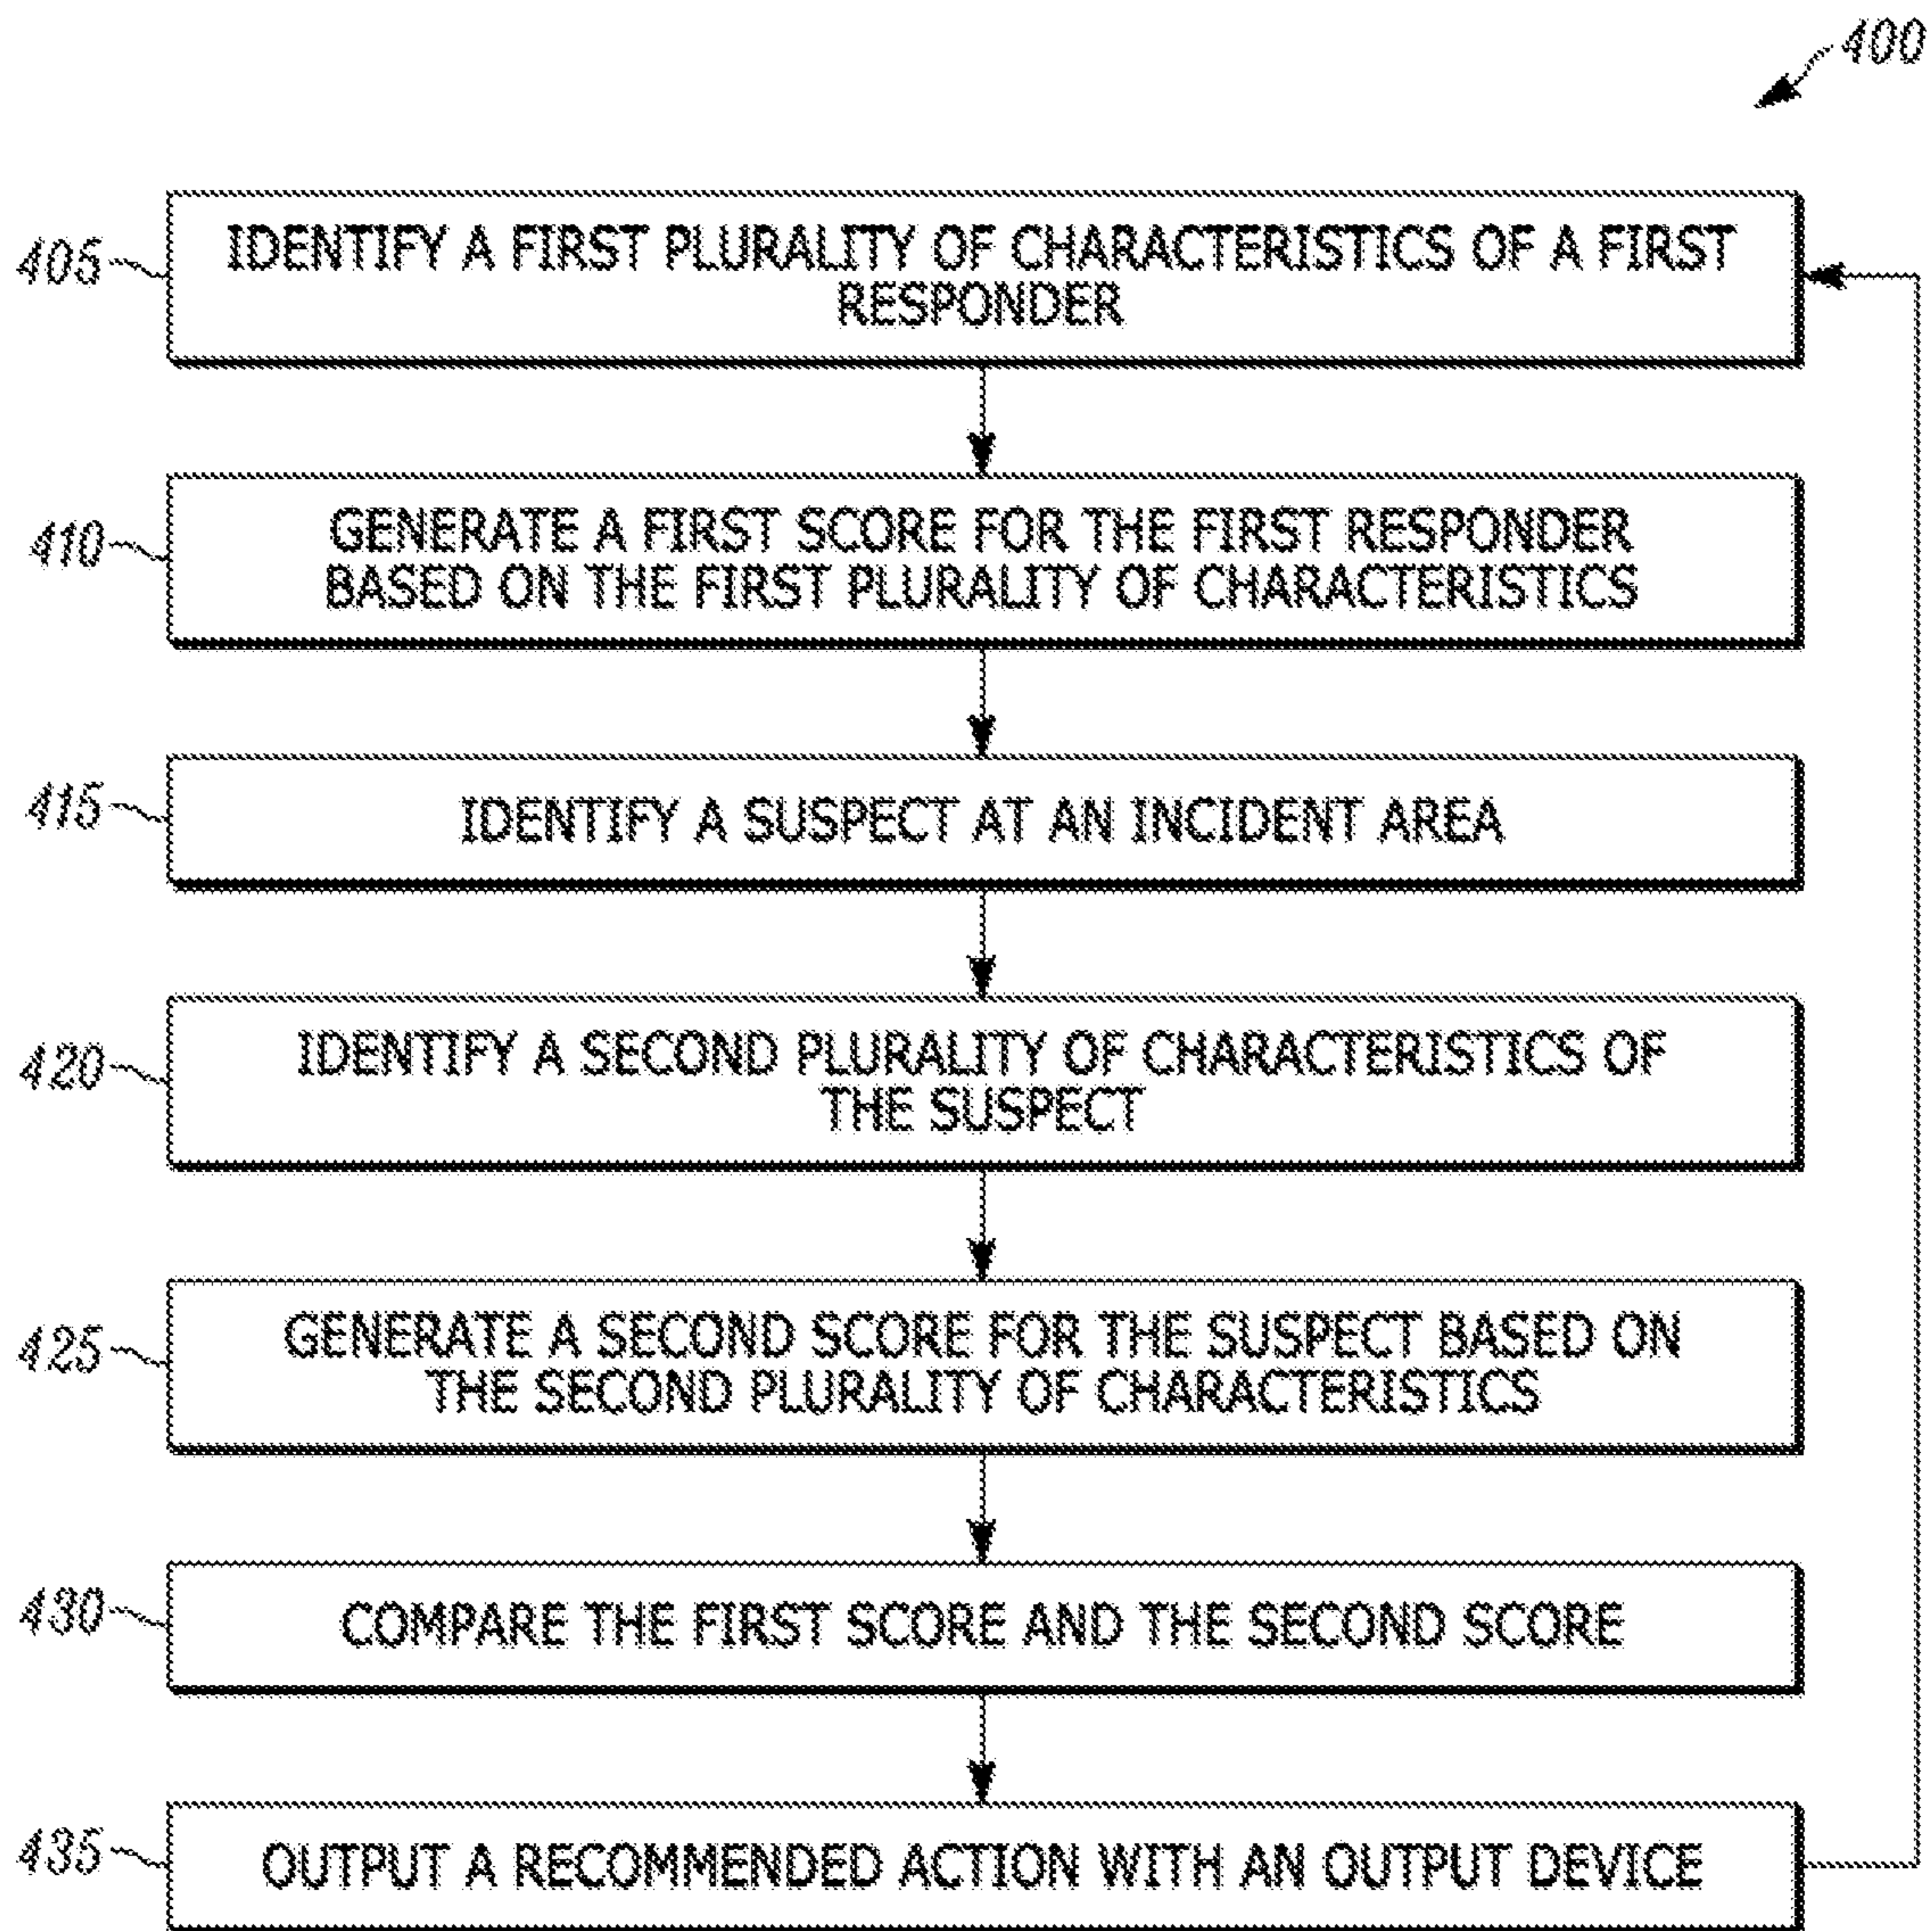 400
405
IDENTIFY A FIRST PLURALITY OF CHARACTERISTICS OF A FIRST
RESPONDER
410
GENERATE A FIRST SCORE FOR THE FIRST RESPONDER
BASED ON THE FIRST PLURALITY OF CHARACTERISTICS
415
IDENTIFY A SUSPECT AT AN INCIDENT AREA
420
IDENTIFY A SECOND PLURALITY OF CHARACTERISTICS OF
THE SUSPECT
425
GENERATE A SECOND SCORE FOR THE SUSPECT BASED ON
THE SECOND PLURALITY OF CHARACTERISTICS
430
COMPARE THE FIRST SCORE AND THE SECOND SCORE
435
OUTPUT A RECOMMENDED ACTION WITH AN OUTPUT DEVICE